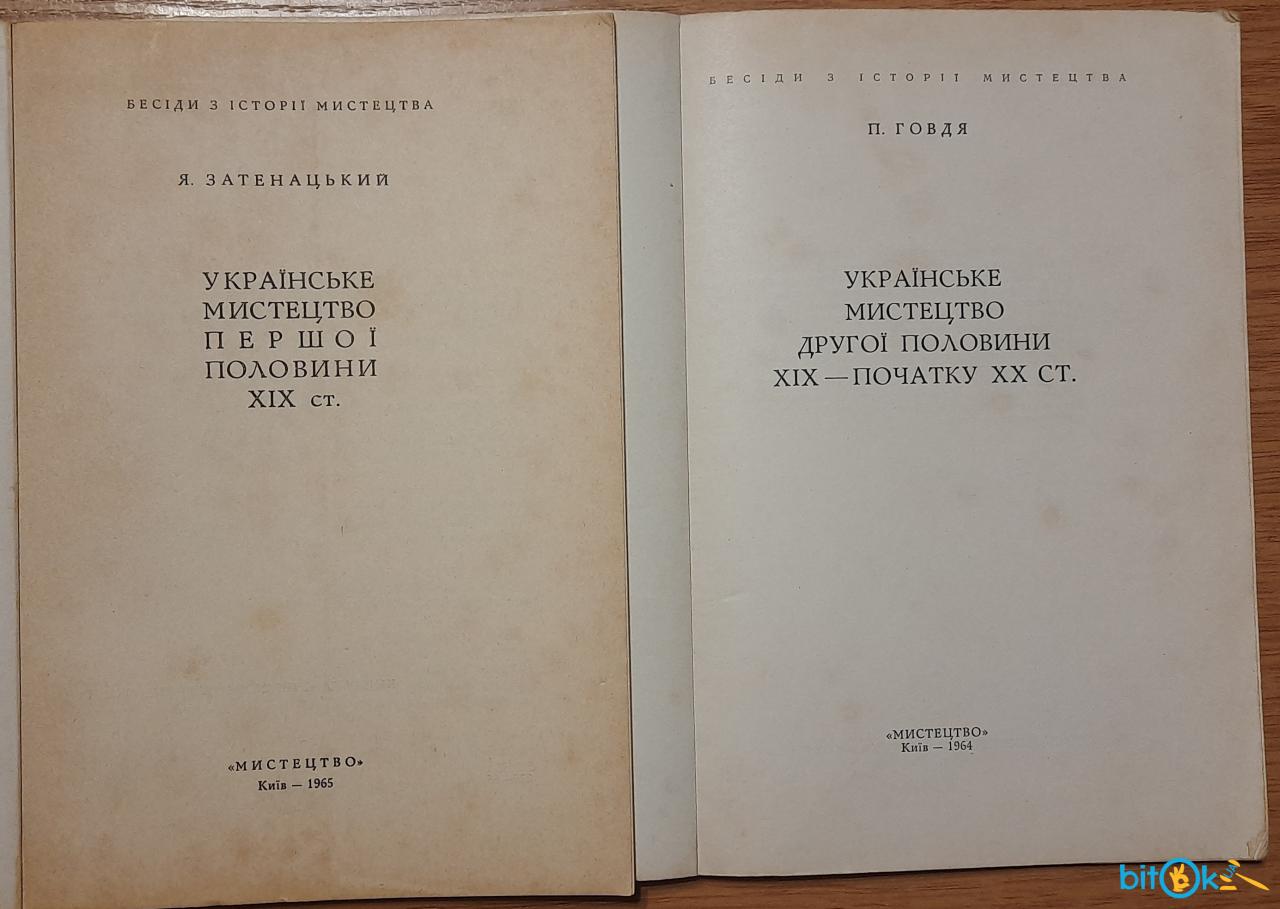 БЕСІДИ З ІСТОРІЇ МИСТЕЦТВА
Я. ЗАТЕНАЦЬКИЙ
УКРАЇНСЬКЕ
МИСТЕЦТВО
ПЕРШОЇ
ПОЛОВИНИ
XIX ст.
«МИСТЕЦТВО»
Київ — 1965
БЕСІДИ З ІСТОРІЇ МИСТЕЦТВА
П. ГОВДЯ
УКРАЇНСЬКЕ
МИСТЕЦТВО
ДРУГОЇ ПОЛОВИНИ
XIX — ПОЧАТКУ XX СТ.
«МИСТЕЦТВО»
Київ — 1964
bitOk